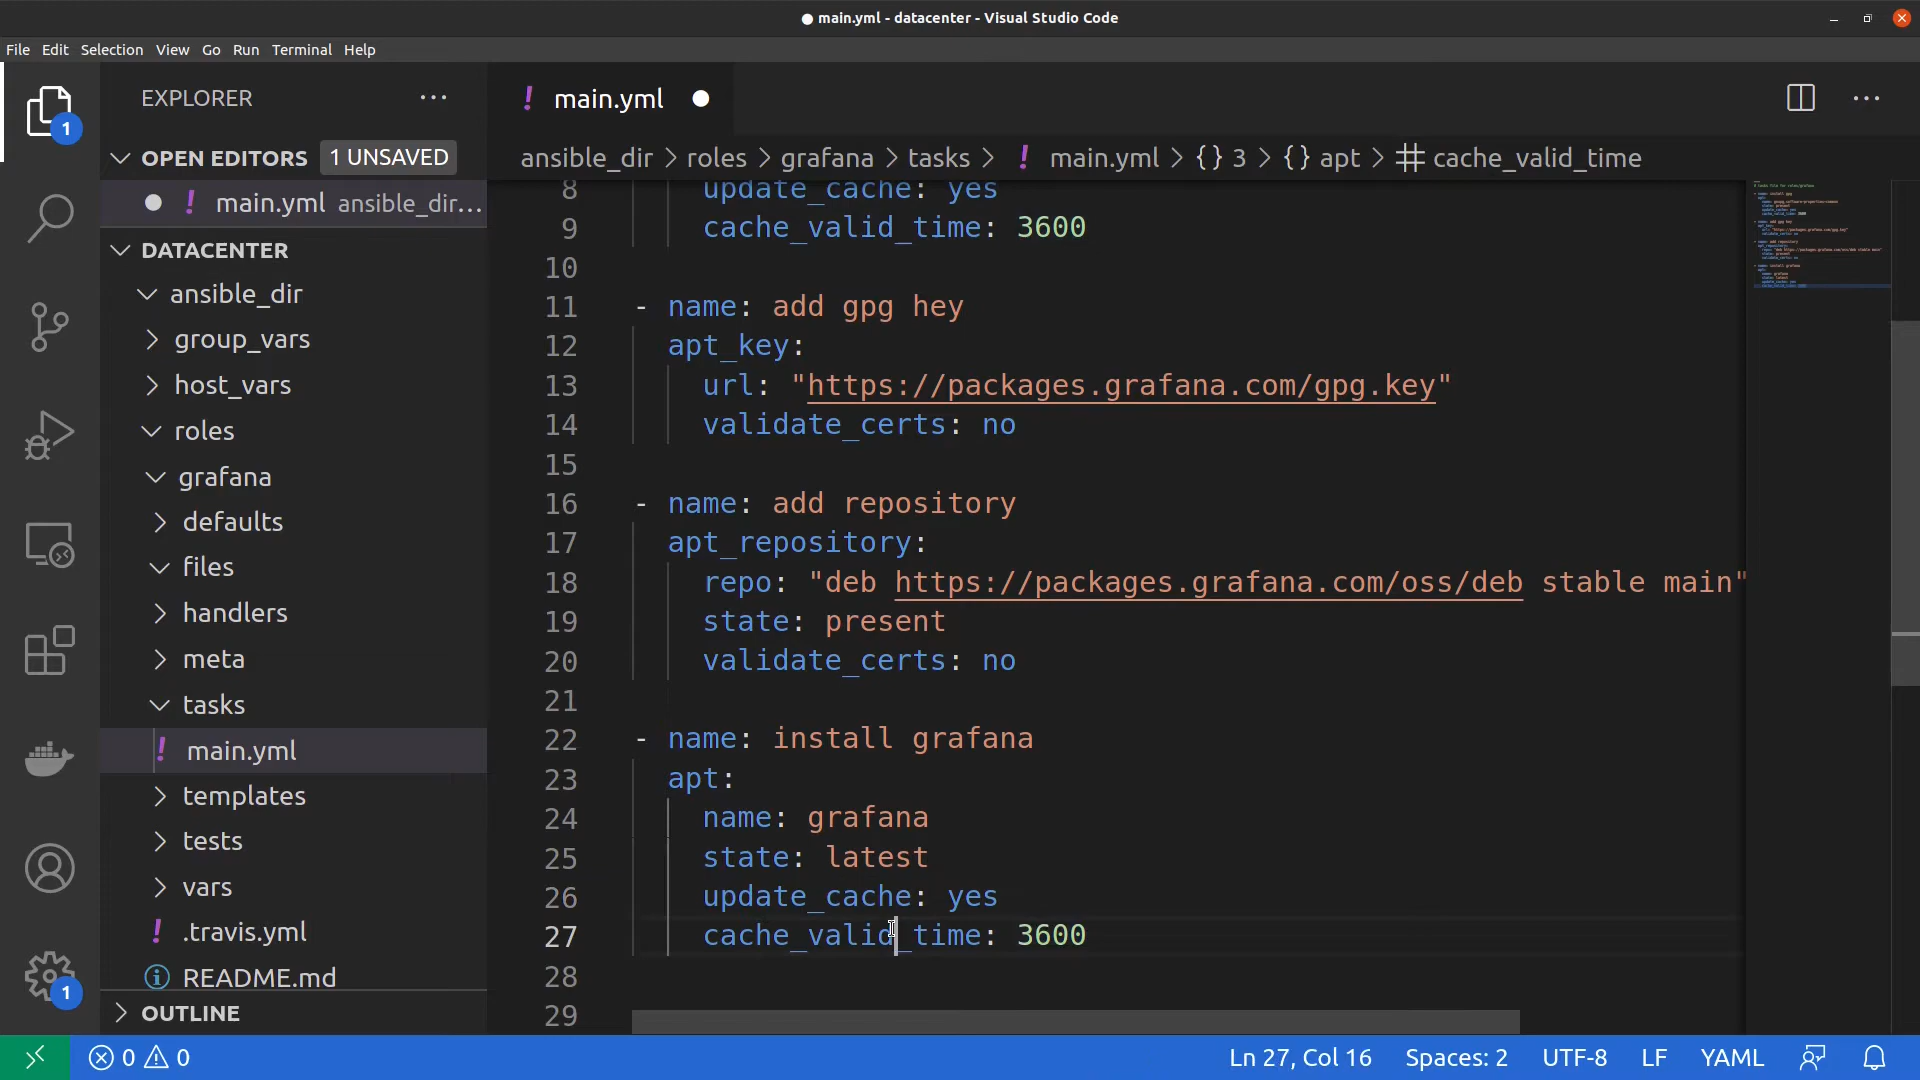 main.yml - datacenter - Visual Studio Code
File Edit Selection View Go Run Terminal Help
EXPLORER
1
OPEN EDITORS 1 UNSAVED
! main.yml ansible_dir...
DATACENTER
ansible_dir
group_vars
host_vars
roles
grafana
defaults
files
handlers
meta
tasks
! main.yml
templates
tests
vars
! .travis.yml
README.md
OUTLINE
1
! main.yml
ansible_dir > roles > grafana > tasks > ! main.yml > {} 3 > {} apt > # cache_valid_time
8 update_cache: yes
9 cache_valid_time: 3600
10
11 - name: add gpg hey
12 apt_key:
13 url: "https://packages.grafana.com/gpg.key"
14 validate_certs: no
15
16 - name: add repository
17 apt_repository:
18 repo: "deb https://packages.grafana.com/oss/deb stable main"
19 state: present
20 validate_certs: no
21
22 - name: install grafana
23 apt:
24 name: grafana
25 state: latest
26 update_cache: yes
27 cache_valid_time: 3600
28
29
0 0 Ln 27, Col 16 Spaces: 2 UTF-8 LF YAML